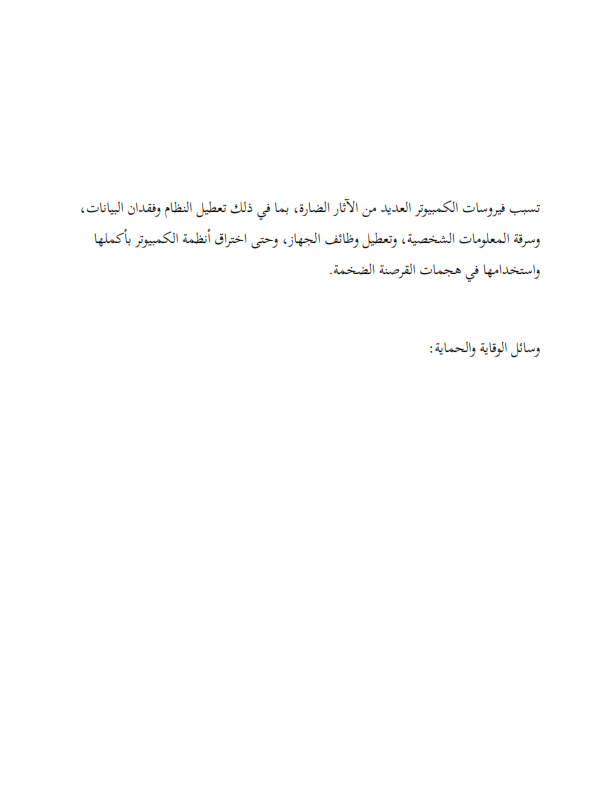 تسبب فيروسات الكمبيوتر العديد من الآثار الضارة، بما في ذلك تعطيل النظام وفقدان البيانات،
وسرقة المعلومات الشخصية، وتعطيل وظائف الجهاز، وحتى اختراق أنظمة الكمبيوتر بأكملها
واستخدامها في هجمات القرصنة الضخمة.
وسائل الوقاية والحماية: